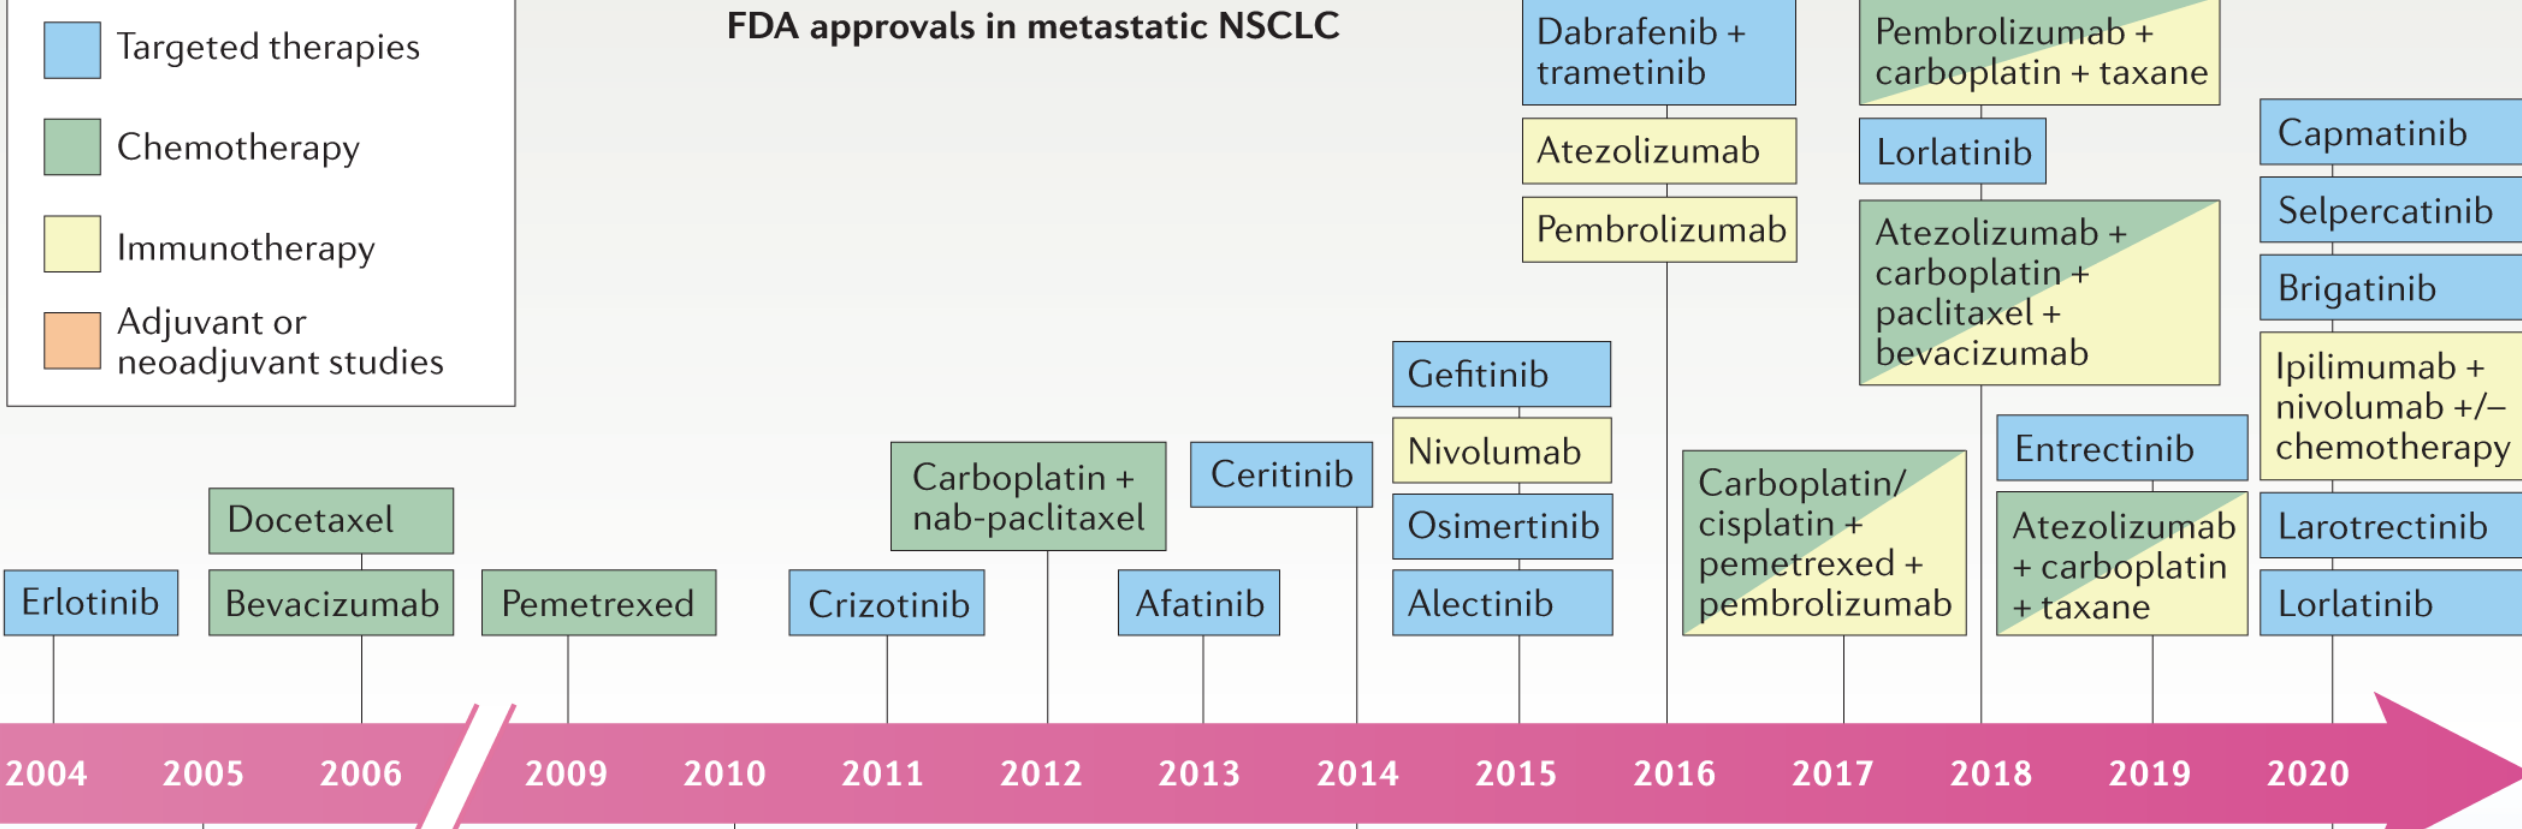 Targeted therapies
Chemotherapy
Immunotherapy
Adjuvant or
neoadjuvant studies
FDA approvals in metastatic NSCLC
Erlotinib
Docetaxel
Bevacizumab
Pemetrexed
Crizotinib
Carboplatin +
nab-paclitaxel
Afatinib
Ceritinib
Gefitinib
Nivolumab
Osimertinib
Alectinib
Dabrafenib +
trametinib
Atezolizumab
Pembrolizumab
Carboplatin/
cisplatin +
pemetrexed +
pembrolizumab
Pembrolizumab +
carboplatin + taxane
Lorlatinib
Atezolizumab +
carboplatin +
paclitaxel +
bevacizumab
Entrectinib
Atezolizumab
+ carboplatin
+ taxane
Capmatinib
Selpercatinib
Brigatinib
Ipilimumab +
nivolumab +/–
chemotherapy
Larotrectinib
Lorlatinib
2004 2005 2006 2009 2010 2011 2012 2013 2014 2015 2016 2017 2018 2019 2020